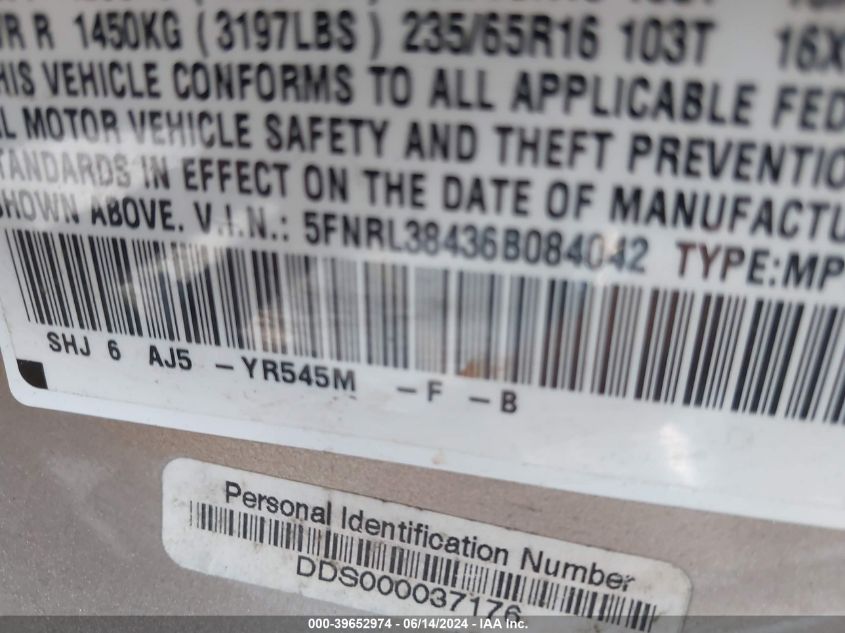 R R 1450KG (3197LBS) 235/65R16 103T 16X
THIS VEHICLE CONFORMS TO ALL APPLICABLE FED
L MOTOR VEHICLE SAFETY AND THEFT PREVENTION
TANDARDS IN EFFECT ON THE DATE OF MANUFACTU
SHOWN ABOVE. V.I.N.: 5FNRL38436B084042 TYPE:MP
SHJ 6 AJ5 -YR545M -F -B
Personal Identification Number
DDS000037176
000-39652974 | 06/14/2024 | IAA Inc.